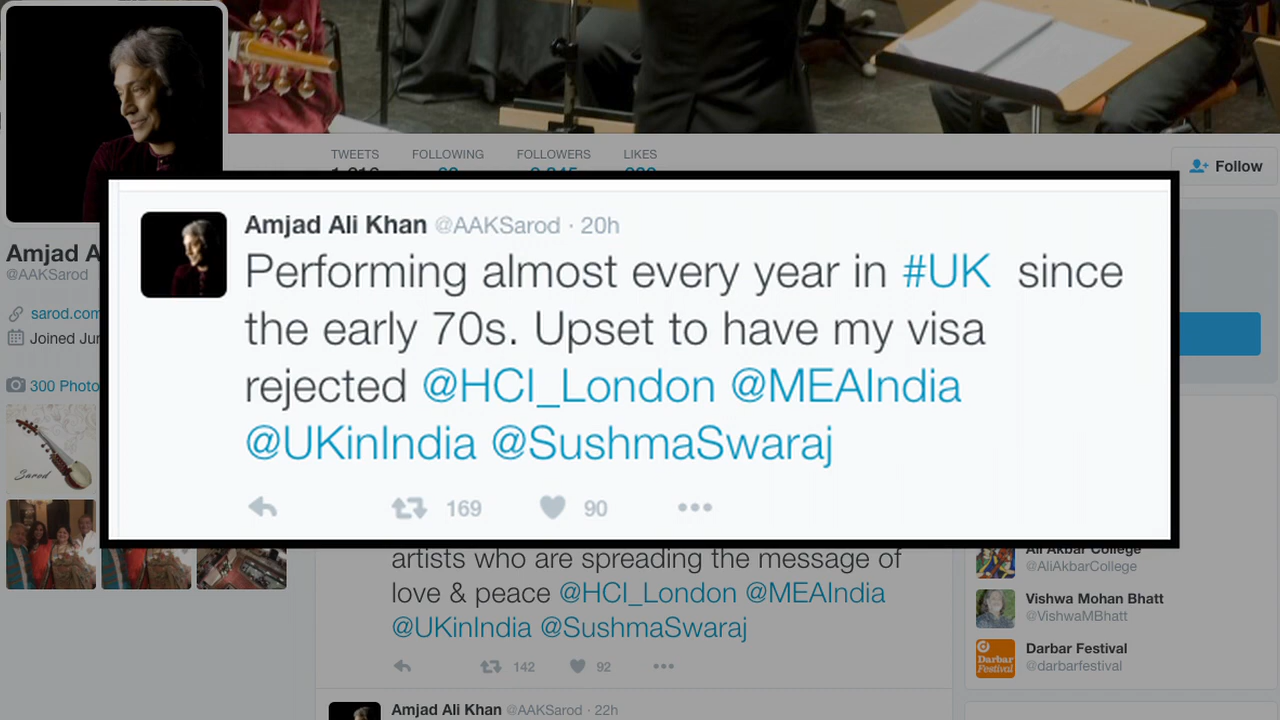 TWEETS FOLLOWING FOLLOWERS LIKES
Follow
Amjad Ali Khan @AAKSarod · 20h
Performing almost every year in #UK since
the early 70s. Upset to have my visa
rejected @HCI_London @MEAIndia
@UKinIndia @SushmaSwaraj
169 90
Amjad A
@AAKSarod
sarod.com
Joined Jun
300 Photo
Sarod
artists who are spreading the message of
love & peace @HCI_London @MEAIndia
@UKinIndia @SushmaSwaraj
142 92
Amjad Ali Khan @AAKSarod · 22h
Ali Akbar College
@AliAkbarCollege
Vishwa Mohan Bhatt
@VishwaMBhatt
Darbar Festival
@darbarfestival
Darbar
Festival